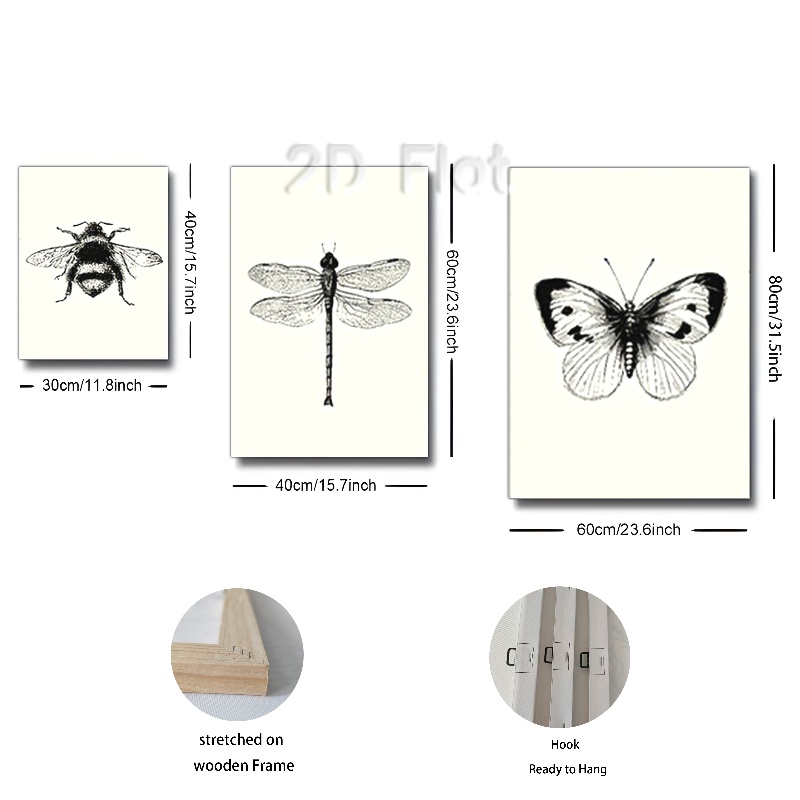 2D Flat
40cm/15.7inch
30cm/11.8inch
60cm/23.6inch
40cm/15.7inch
80cm/31.5inch
60cm/23.6inch
stretched on
wooden Frame
Hook
Ready to Hang